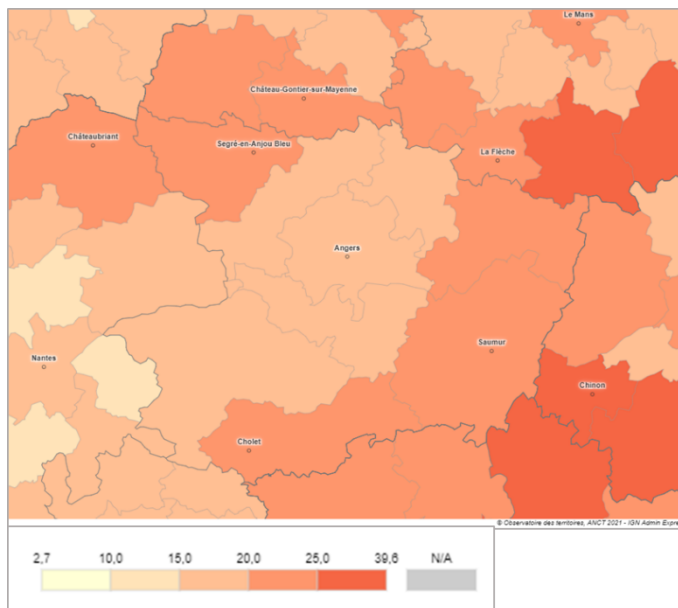 Le Mans
Château-Gontier-sur-Mayenne
Châteaubriant
Segré-en-Anjou Bleu
La Flèche
Angers
Saumur
Nantes
Chinon
Cholet
© Observatoire des territoires, ANCT 2021 - IGN Admin Expre
2,7 10,0 15,0 20,0 25,0 39,6 N/A